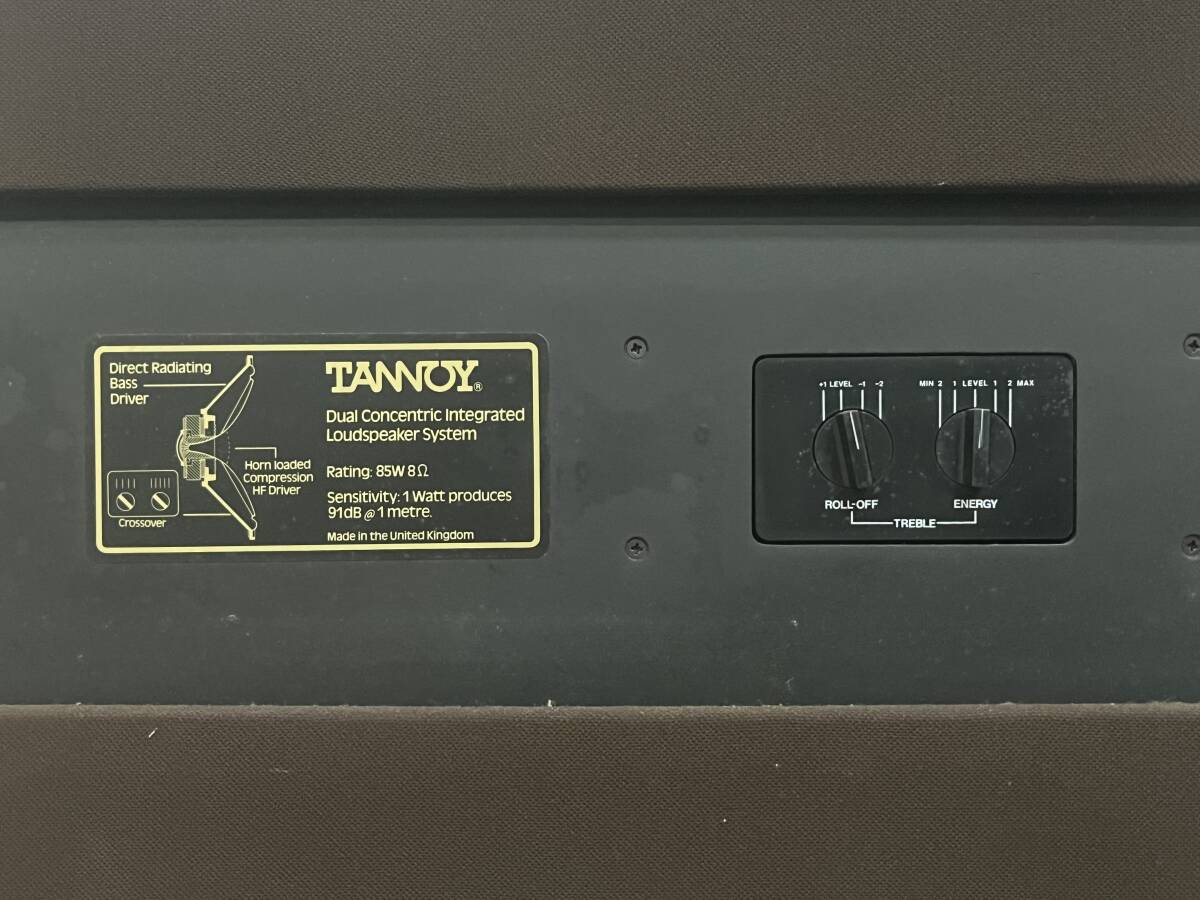 Direct Radiating
Bass
Driver
Horn loaded
Compression
HF Driver
Crossover
TANNOY®
Dual Concentric Integrated
Loudspeaker System
Rating: 85W 8Ω
Sensitivity: 1 Watt produces
91dB @ 1 metre.
Made in the United Kingdom
+1 LEVEL -1 -2
MIN 2 1 LEVEL 1 2 MAX
ROLL-OFF
ENERGY
TREBLE